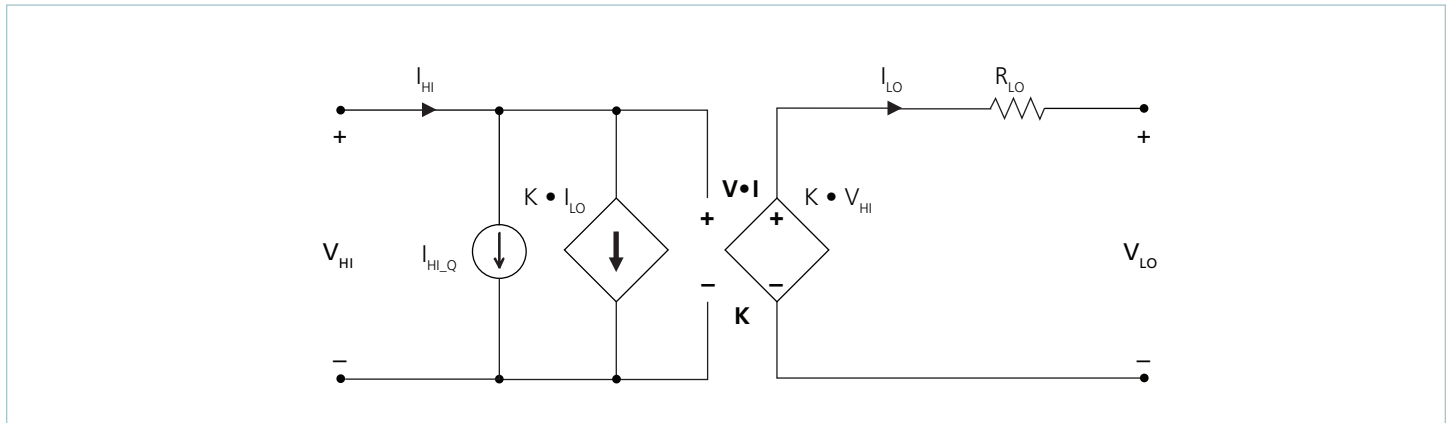 I_HI
I_LO
R_LO
+
+
K • I_LO
V•I
K • V_HI
+
+
V_HI
I_HI_Q
V_LO
–
–
K
–
–